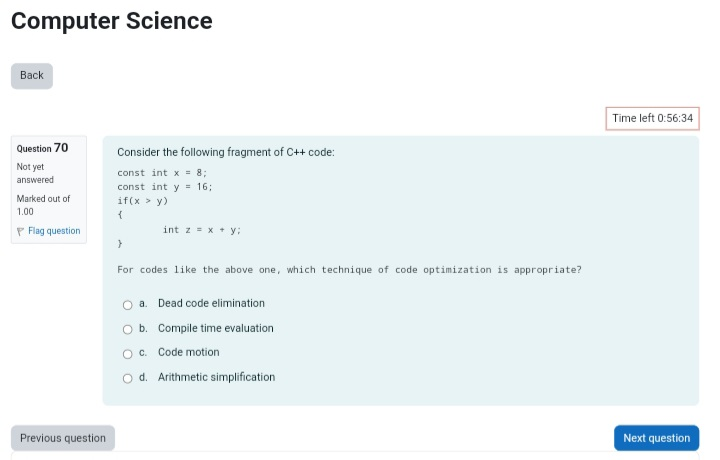 Computer Science
Back
Time left 0:56:34
Question 70
Not yet
answered
Marked out of
1.00
Flag question
Consider the following fragment of C++ code:
const int x = 8;
const int y = 16;
if(x > y)
{
int z = x + y;
}
For codes like the above one, which technique of code optimization is appropriate?
a. Dead code elimination
b. Compile time evaluation
c. Code motion
d. Arithmetic simplification
Previous question
Next question